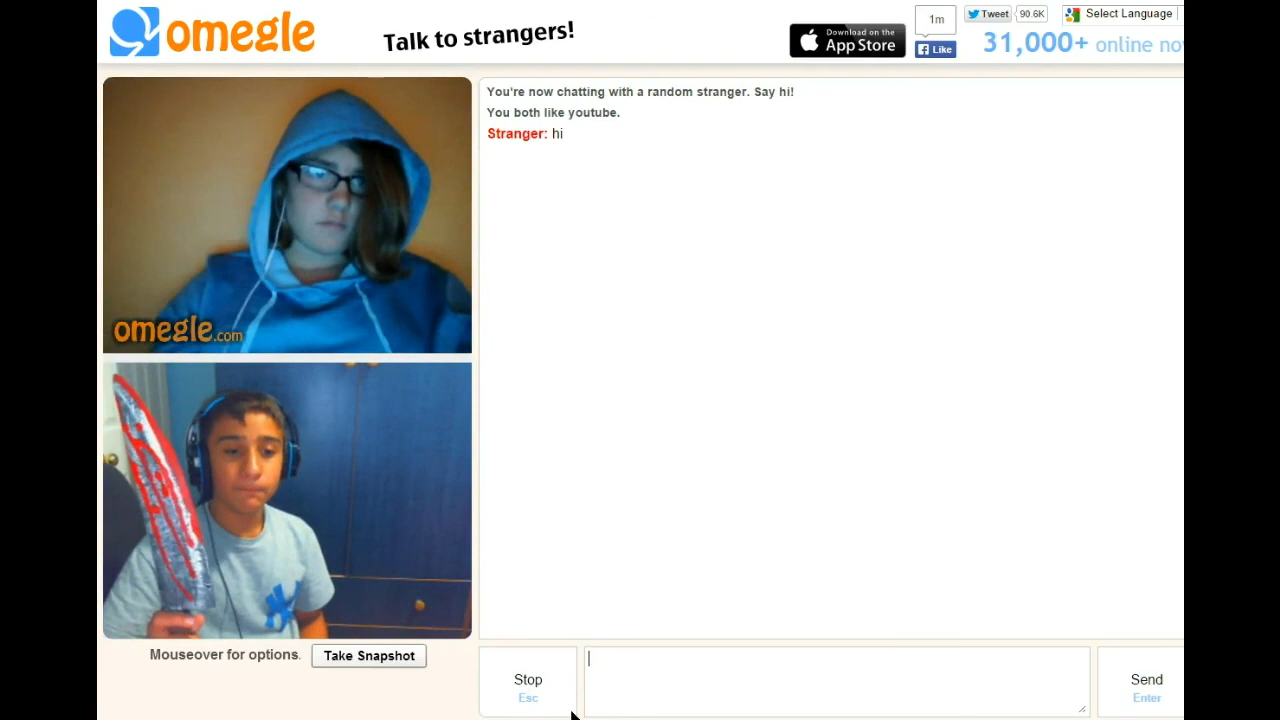 omegle
Talk to strangers!
Download on the
App Store
1m
Like
Tweet
90.6K
Select Language
31,000+ online no
omegle.com
You're now chatting with a random stranger. Say hi!
You both like youtube.
Stranger: hi
Mouseover for options.
Take Snapshot
Stop
Esc
Send
Enter